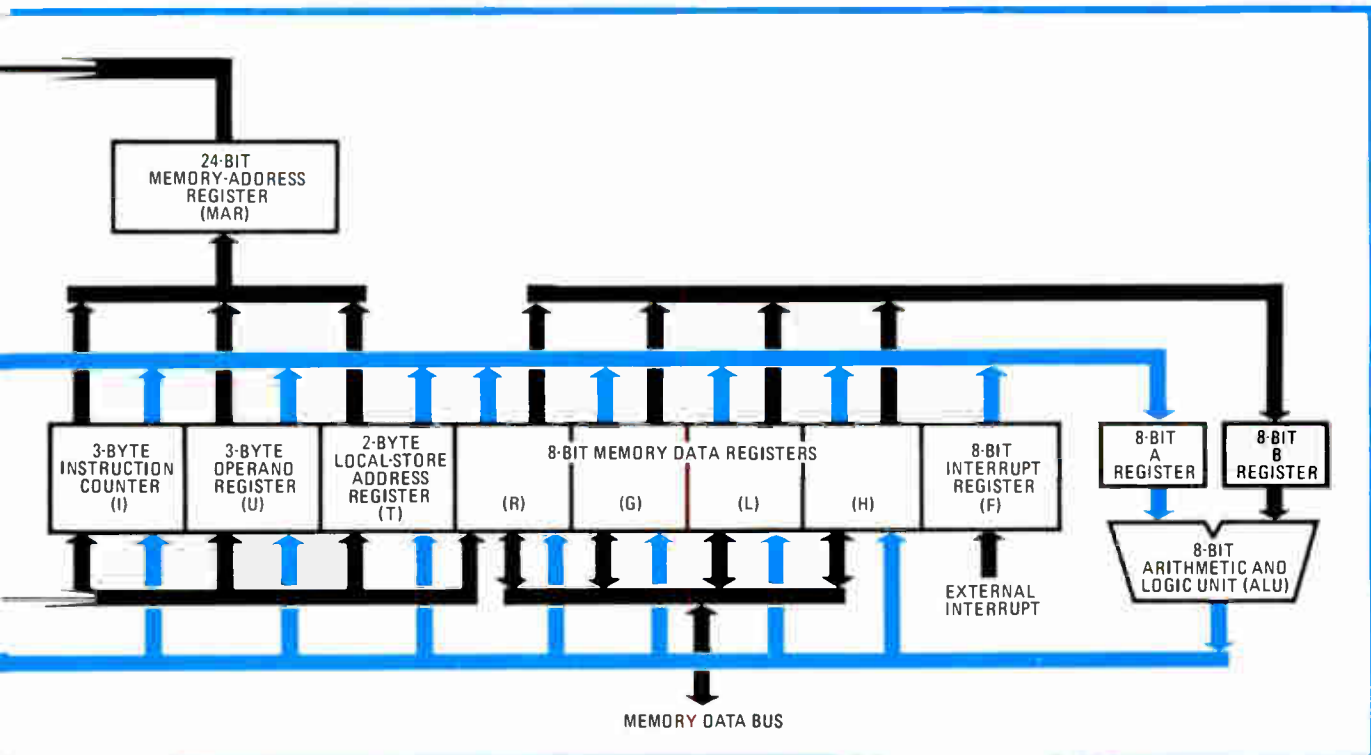 24-BIT
MEMORY-ADDRESS
REGISTER
(MAR)
3-BYTE
INSTRUCTION
COUNTER
(I)
3-BYTE
OPERAND
REGISTER
(U)
2-BYTE
LOCAL-STORE
ADDRESS
REGISTER
(T)
8-BIT MEMORY DATA REGISTERS
(R)
(G)
(L)
(H)
8-BIT
INTERRUPT
REGISTER
(F)
8-BIT
A
REGISTER
8-BIT
B
REGISTER
8-BIT
ARITHMETIC AND
LOGIC UNIT (ALU)
EXTERNAL
INTERRUPT
MEMORY DATA BUS